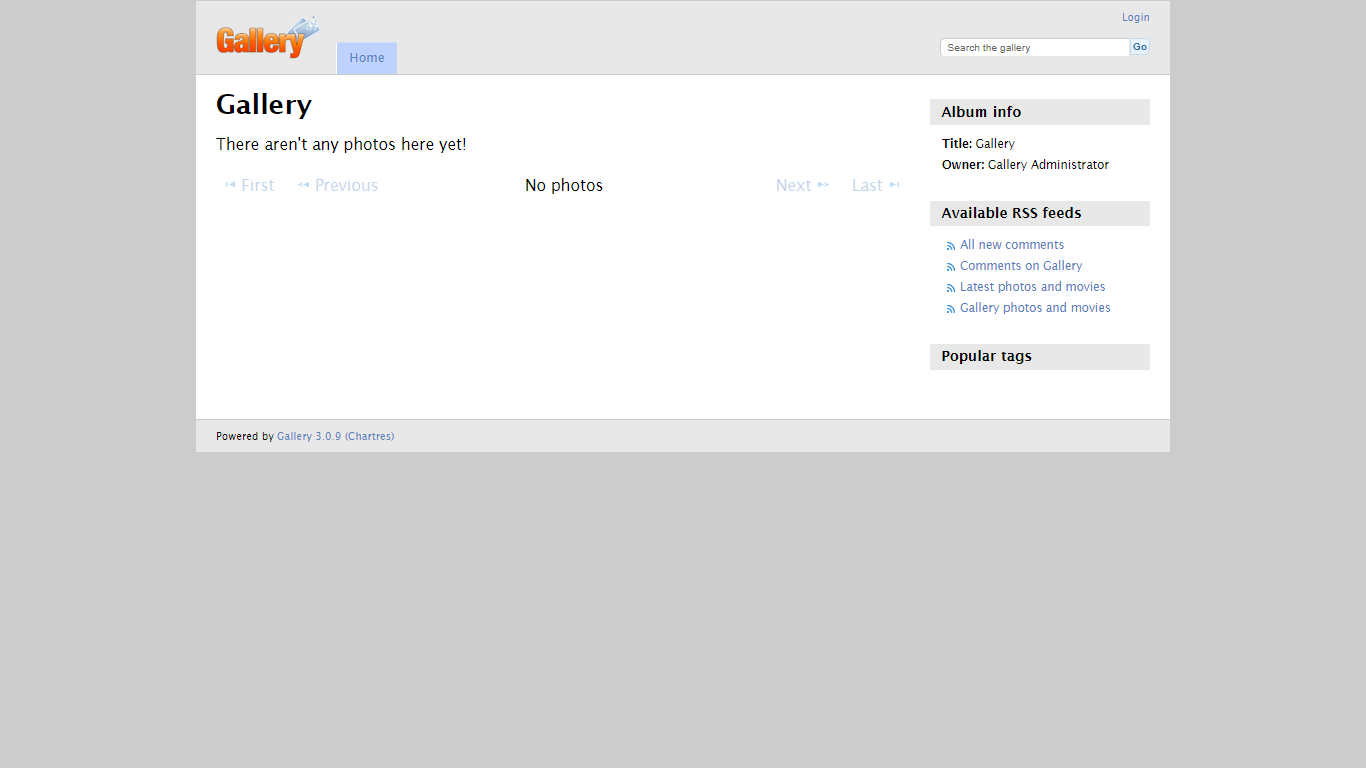 Login
Gallery
Home
Search the gallery
Go
Gallery
There aren't any photos here yet!
First
Previous
No photos
Next
Last
Album info
Title: Gallery
Owner: Gallery Administrator
Available RSS feeds
All new comments
Comments on Gallery
Latest photos and movies
Gallery photos and movies
Popular tags
Powered by Gallery 3.0.9 (Chartres)